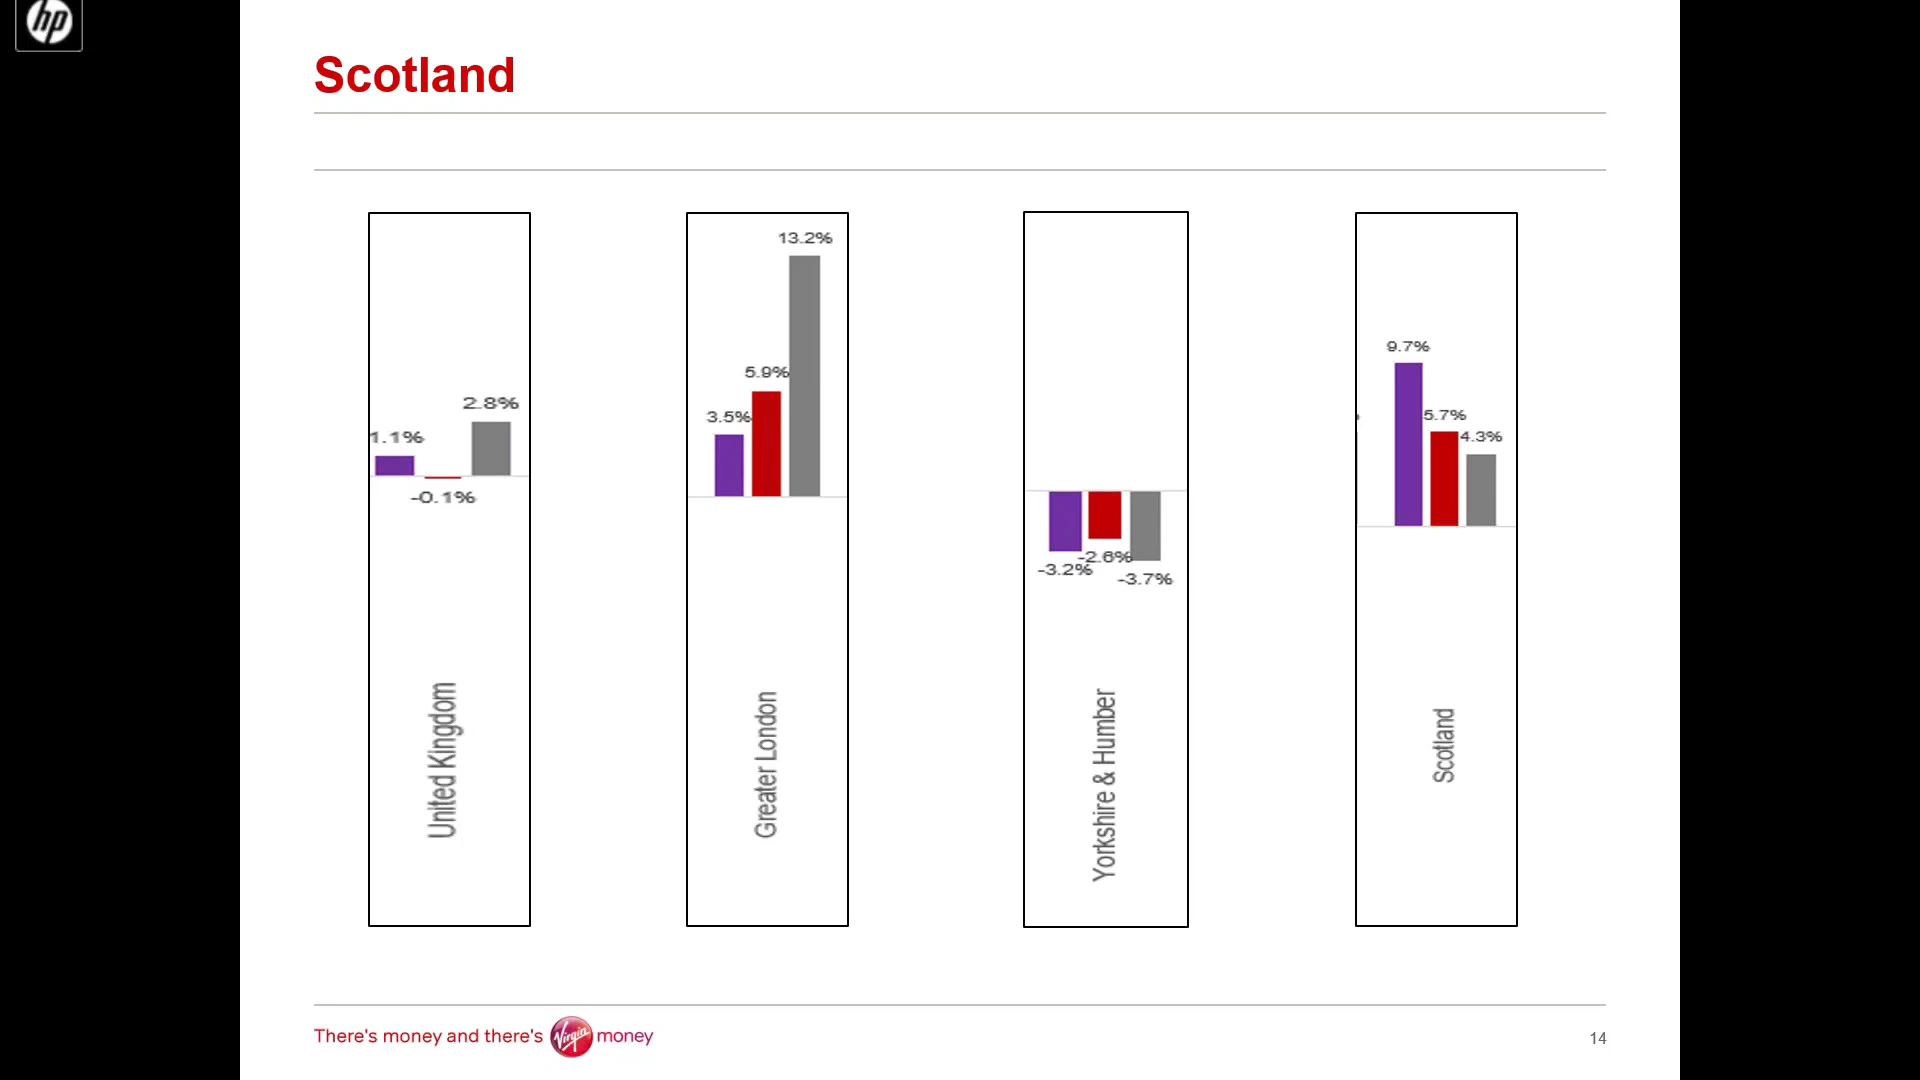 hp
Scotland
1.1%
-0.1%
2.8%
United Kingdom
3.5%
5.9%
13.2%
Greater London
-3.2%
-2.6%
-3.7%
Yorkshire & Humber
9.7%
5.7%
4.3%
Scotland
There's money and there's Virgin money
14